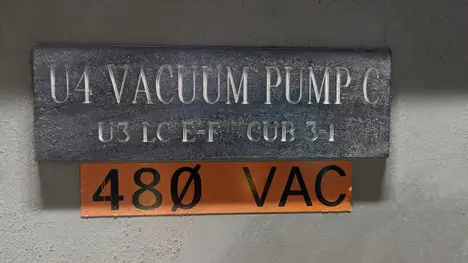 U4 VACUUM PUMP C
U3 LC E-F CUB 3-1
48Ø VAC